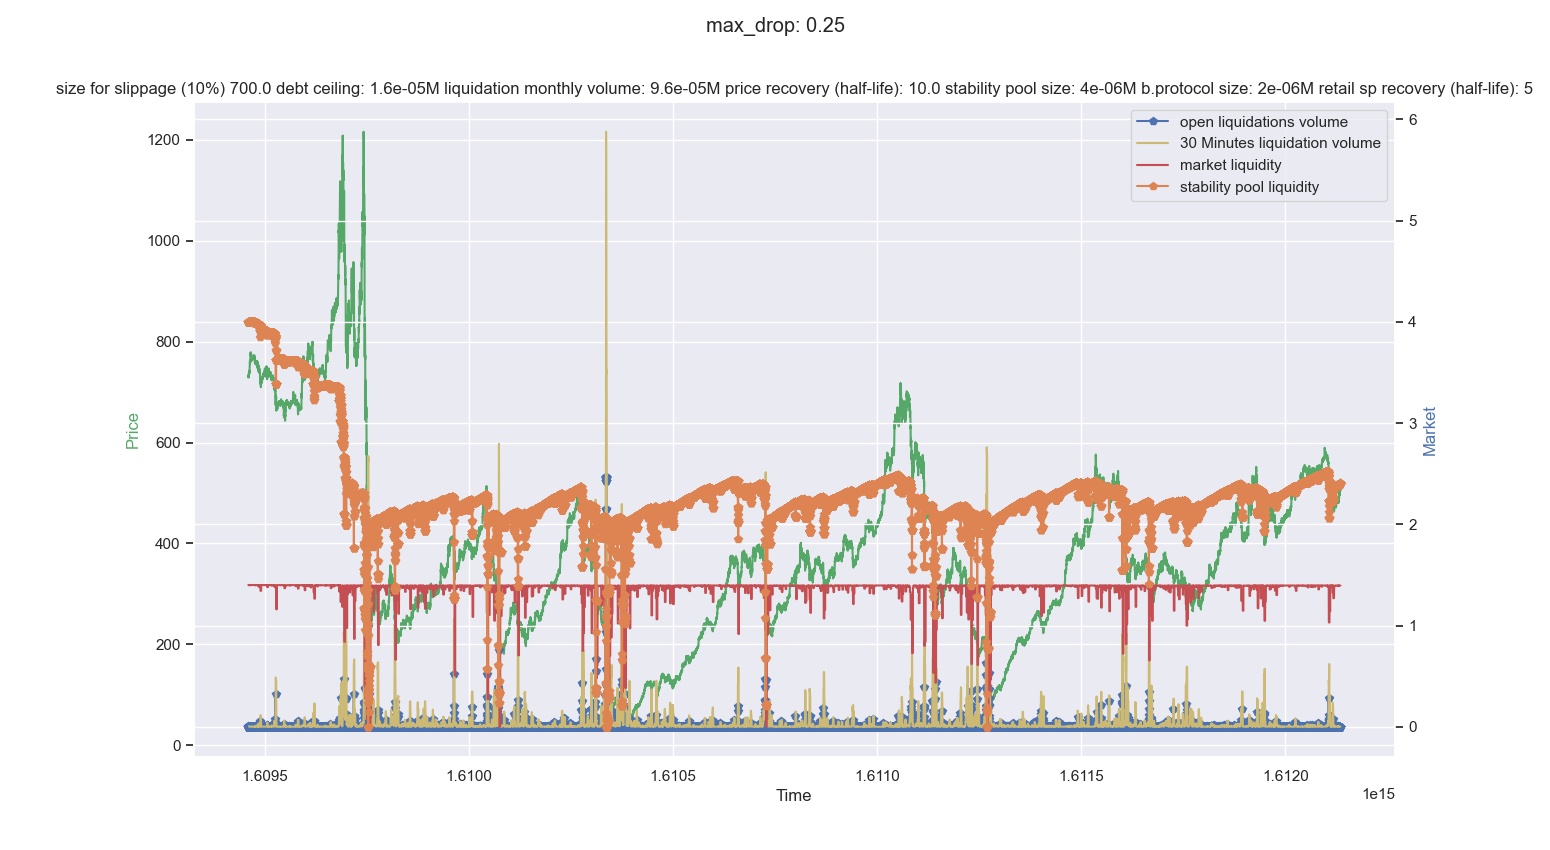 max_drop: 0.25
size for slippage (10%) 700.0 debt ceiling: 1.6e-05M liquidation monthly volume: 9.6e-05M price recovery (half-life): 10.0 stability pool size: 4e-06M b.protocol size: 2e-06M retail sp recovery (half-life): 5
open liquidations volume
30 Minutes liquidation volume
market liquidity
stability pool liquidity
1200
1000
800
600
400
200
0
Price
6
5
4
3
2
1
0
Market
1.6095 1.6100 1.6105 1.6110 1.6115 1.6120
1e15
Time